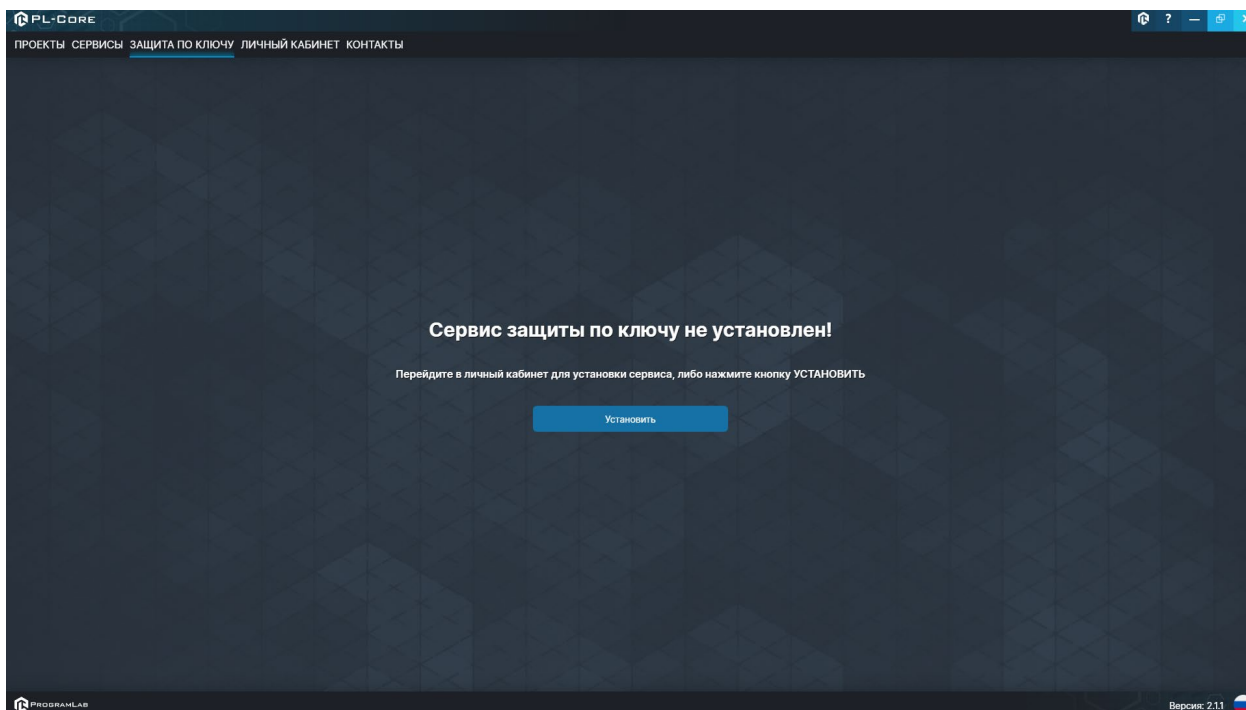 PL-CORE
?
ПРОЕКТЫ СЕРВИСЫ ЗАЩИТА ПО КЛЮЧУ ЛИЧНЫЙ КАБИНЕТ КОНТАКТЫ
Сервис защиты по ключу не установлен!
Перейдите в личный кабинет для установки сервиса, либо нажмите кнопку УСТАНОВИТЬ
Установить
PROGRAMLAB
Версия: 2.1.1